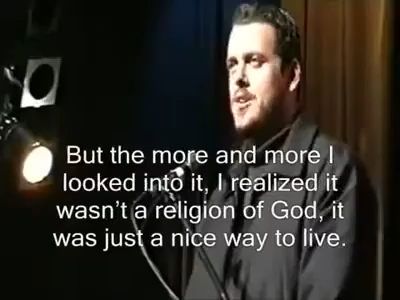 But the more and more I
looked into it, I realized it
wasn't a religion of God, it
was just a nice way to live.